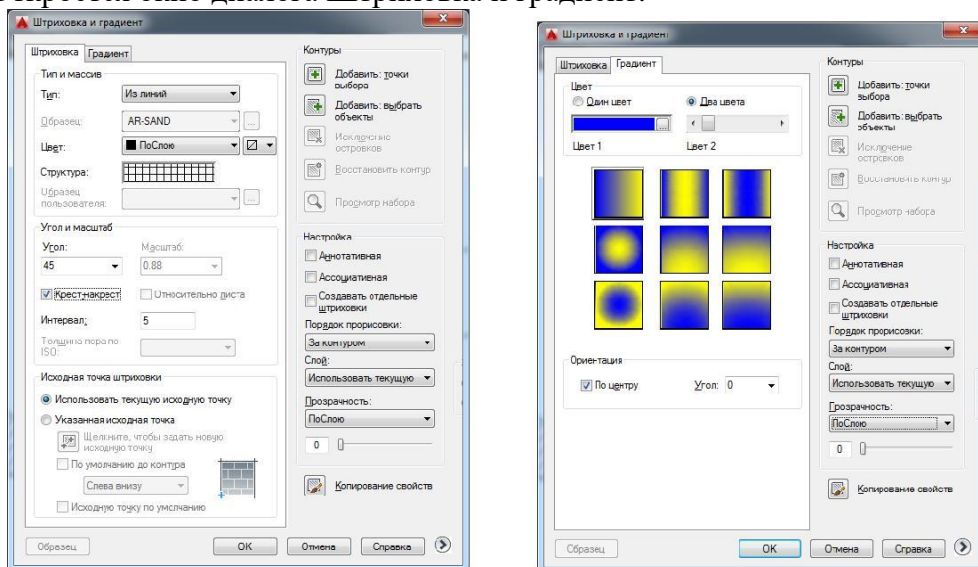 Штриховка и градиент
Штриховка Градиент
Тип и массив
Тип: Из линий
Образец: AR-SAND ...
Цвет: ПоСлою
Структура:
Образец
пользователя: ...
Угол и масштаб
Угол: Масштаб:
45 0.88
Крест-накрест Относительно листа
Интервал: 5
Толщина пера по
ISO:
Исходная точка штриховки
Использовать текущую исходную точку
Указанная исходная точка
Щелкните, чтобы задать новую
исходную точку
По умолчанию до контура
Слева внизу
Исходную точку по умолчанию
Контуры
Добавить: точки
выбора
Добавить: выбрать
объекты
Исключение
островков
Восстановить контур
Просмотр набора
Настройка
Аннотативная
Ассоциативная
Создавать отдельные
штриховки
Порядок прорисовки:
За контуром
Слой:
Использовать текущую
Прозрачность:
ПоСлою
0
Копирование свойств
Образец OK Отмена Справка
Штриховка и градиент
Штриховка Градиент
Цвет
Один цвет Два цвета
...
Цвет 1 Цвет 2
Ориентация
По центру Угол: 0
Контуры
Добавить: точки
выбора
Добавить: выбрать
объекты
Исключение
островков
Восстановить контур
Просмотр набора
Настройка
Аннотативная
Ассоциативная
Создавать отдельные
штриховки
Порядок прорисовки:
За контуром
Слой:
Использовать текущую
Прозрачность:
ПоСлою
0
Копирование свойств
Образец OK Отмена Справка